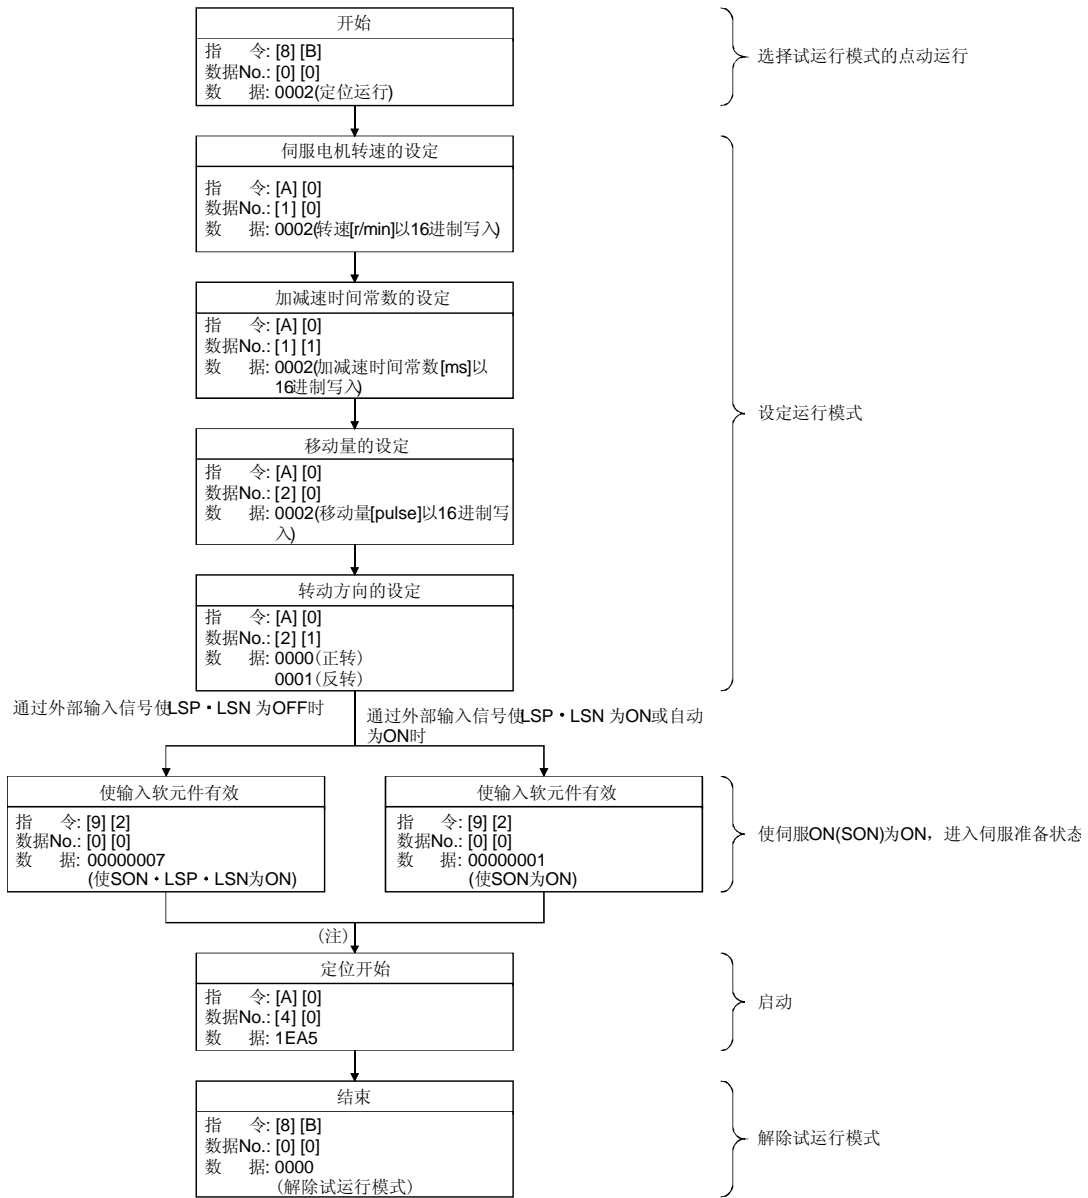 开始
指 令: [8] [B]
数据No.: [0] [0]
数 据: 0002(定位运行)
选择试运行模式的点动运行
伺服电机转速的设定
指 令: [A] [0]
数据No.: [1] [0]
数 据: 0002(转速[r/min]以16进制写入)
加减速时间常数的设定
指 令: [A] [0]
数据No.: [1] [1]
数 据: 0002(加减速时间常数[ms]以
16进制写入)
设定运行模式
移动量的设定
指 令: [A] [0]
数据No.: [2] [0]
数 据: 0002(移动量[pulse]以16进制写
入)
转动方向的设定
指 令: [A] [0]
数据No.: [2] [1]
数 据: 0000(正转)
0001(反转)
通过外部输入信号使LSP・LSN 为OFF时
通过外部输入信号使LSP・LSN 为ON或自动
为ON时
使输入软元件有效
指 令: [9] [2]
数据No.: [0] [0]
数 据: 00000007
(使SON・LSP・LSN为ON)
使输入软元件有效
指 令: [9] [2]
数据No.: [0] [0]
数 据: 00000001
(使SON为ON)
使伺服ON(SON)为ON，进入伺服准备状态
(注)
定位开始
指 令: [A] [0]
数据No.: [4] [0]
数 据: 1EA5
启动
结束
指 令: [8] [B]
数据No.: [0] [0]
数 据: 0000
(解除试运行模式)
解除试运行模式